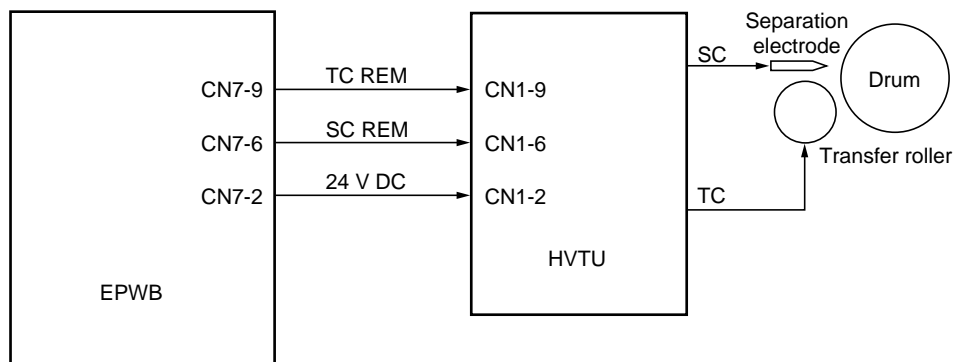 Separation
electrode
SC
Drum
CN7-9
TC REM
CN1-9
CN7-6
SC REM
CN1-6
Transfer roller
CN7-2
24 V DC
CN1-2
TC
HVTU
EPWB